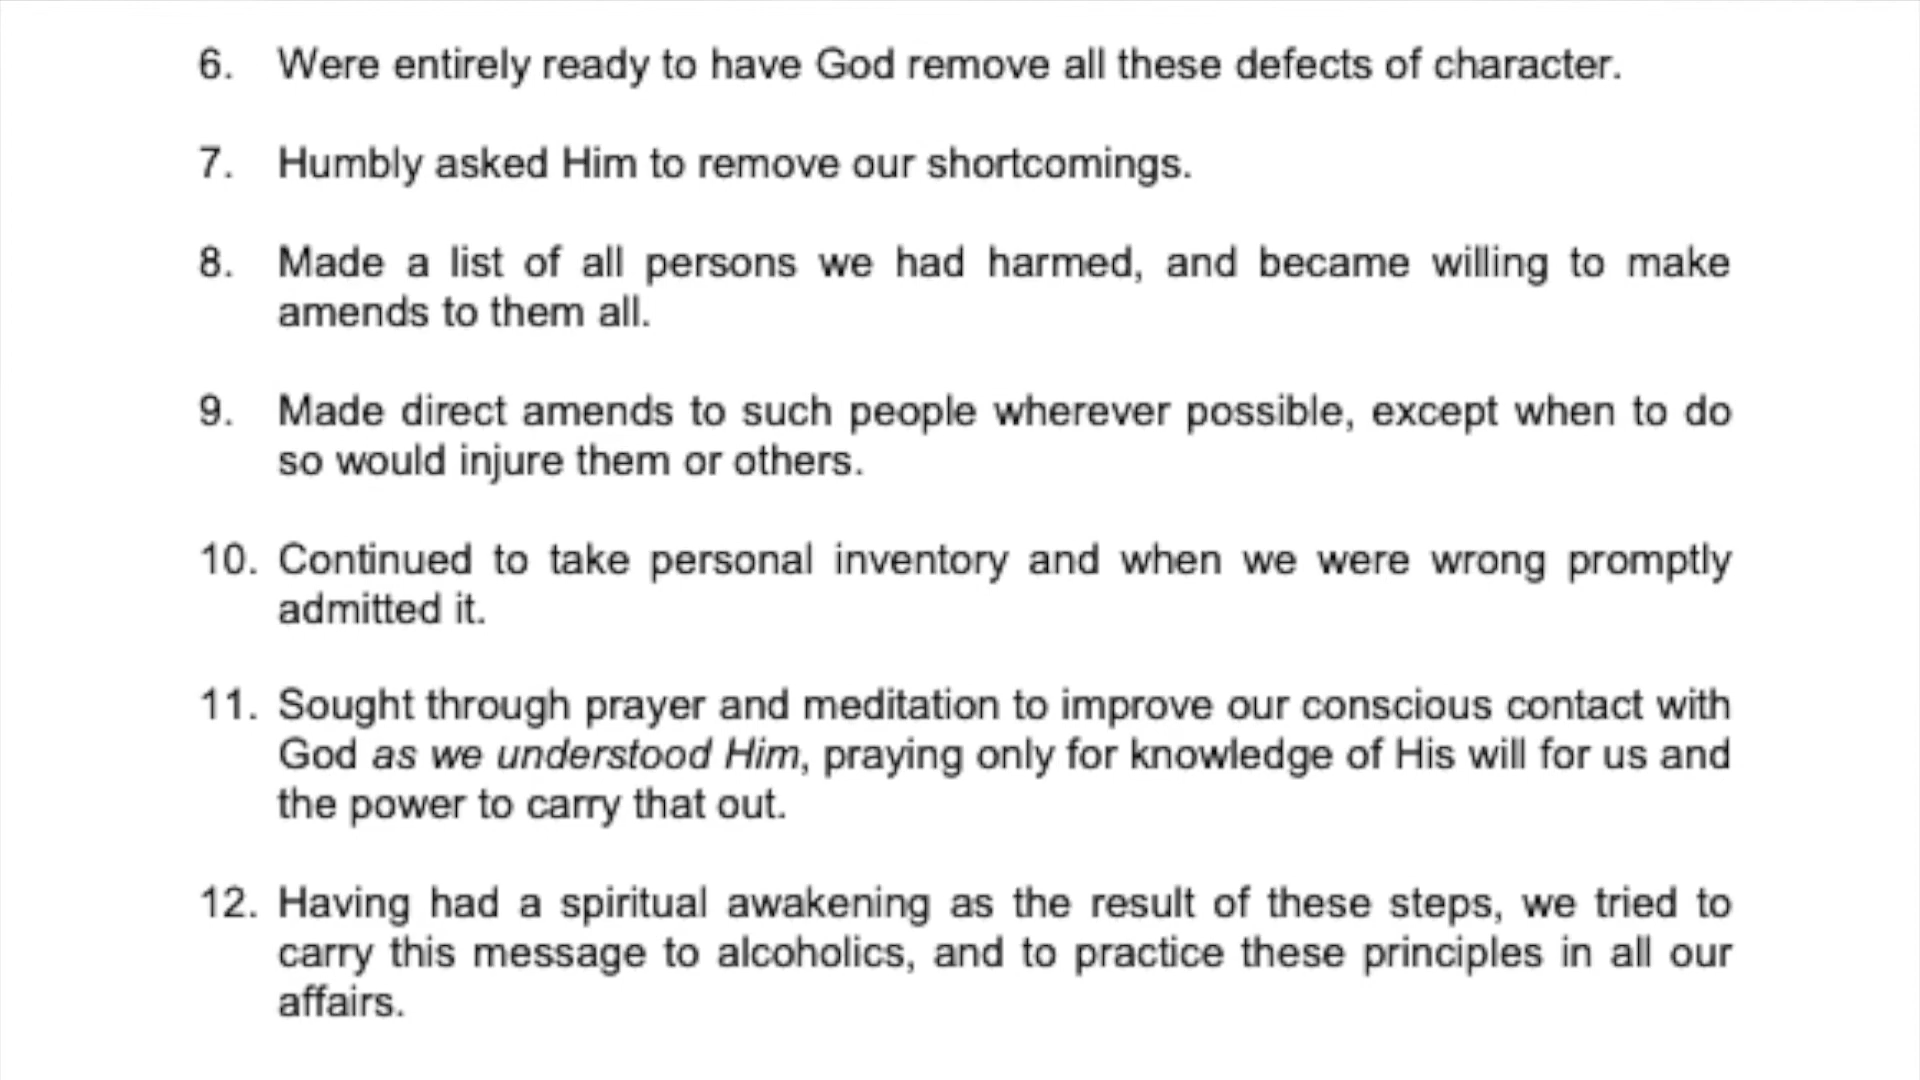 6. Were entirely ready to have God remove all these defects of character.
7. Humbly asked Him to remove our shortcomings.
8. Made a list of all persons we had harmed, and became willing to make
amends to them all.
9. Made direct amends to such people wherever possible, except when to do
so would injure them or others.
10. Continued to take personal inventory and when we were wrong promptly
admitted it.
11. Sought through prayer and meditation to improve our conscious contact with
God as we understood Him, praying only for knowledge of His will for us and
the power to carry that out.
12. Having had a spiritual awakening as the result of these steps, we tried to
carry this message to alcoholics, and to practice these principles in all our
affairs.